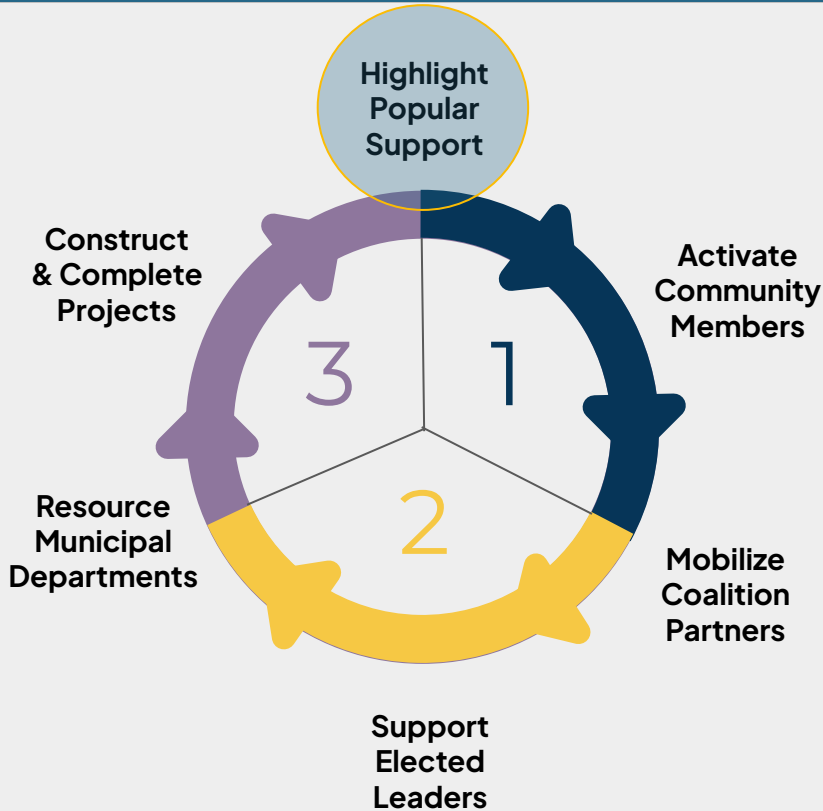 Highlight
Popular
Support
Activate
Community
Members
Mobilize
Coalition
Partners
Support
Elected
Leaders
Resource
Municipal
Departments
Construct
& Complete
Projects
1
2
3